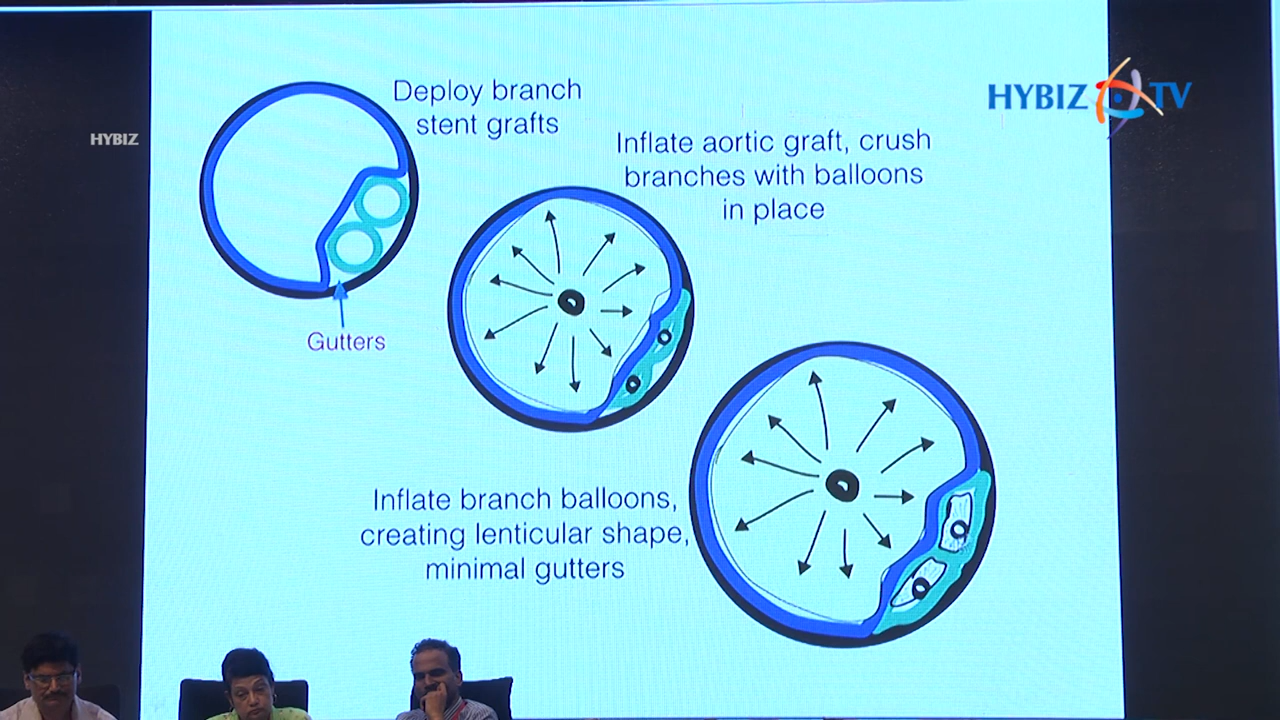 HYBIZ TV
HYBIZ
Deploy branch
stent grafts
Gutters
Inflate aortic graft, crush
branches with balloons
in place
Inflate branch balloons,
creating lenticular shape,
minimal gutters